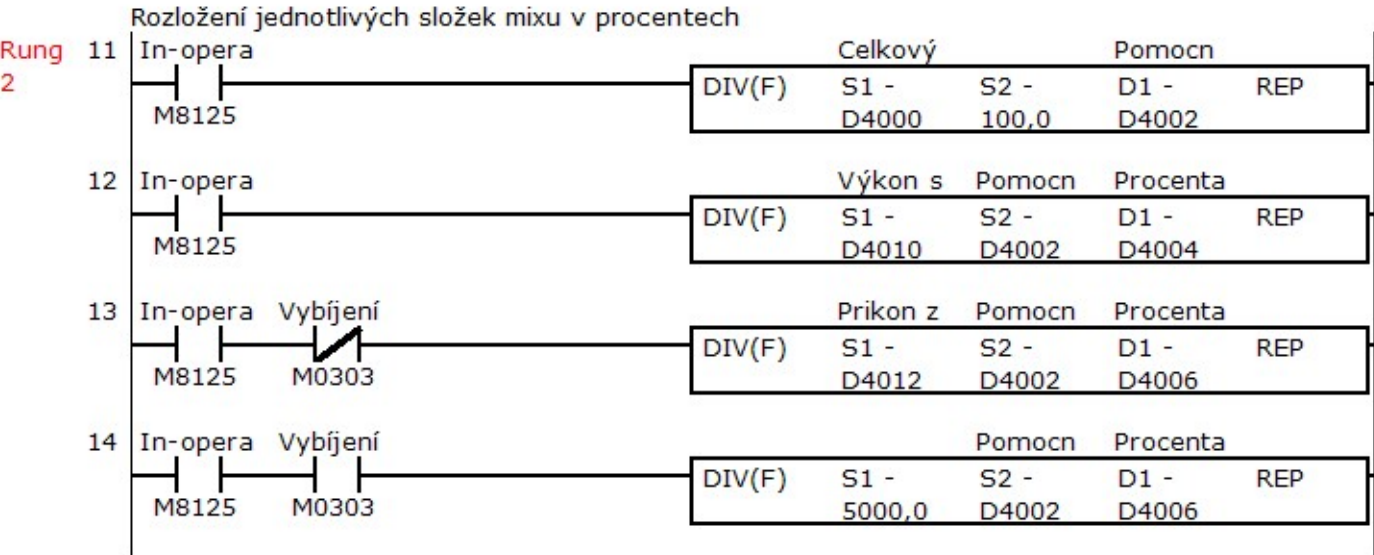 Rozložení jednotlivých složek mixu v procentech
Rung 11 In-opera Celkový Pomocn
2 DIV(F) S1 - S2 - D1 - REP
M8125 D4000 100,0 D4002
12 In-opera Výkon s Pomocn Procenta
DIV(F) S1 - S2 - D1 - REP
M8125 D4010 D4002 D4004
13 In-opera Vybíjení Prikon z Pomocn Procenta
DIV(F) S1 - S2 - D1 - REP
M8125 M0303 D4012 D4002 D4006
14 In-opera Vybíjení Pomocn Procenta
DIV(F) S1 - S2 - D1 - REP
M8125 M0303 5000,0 D4002 D4006